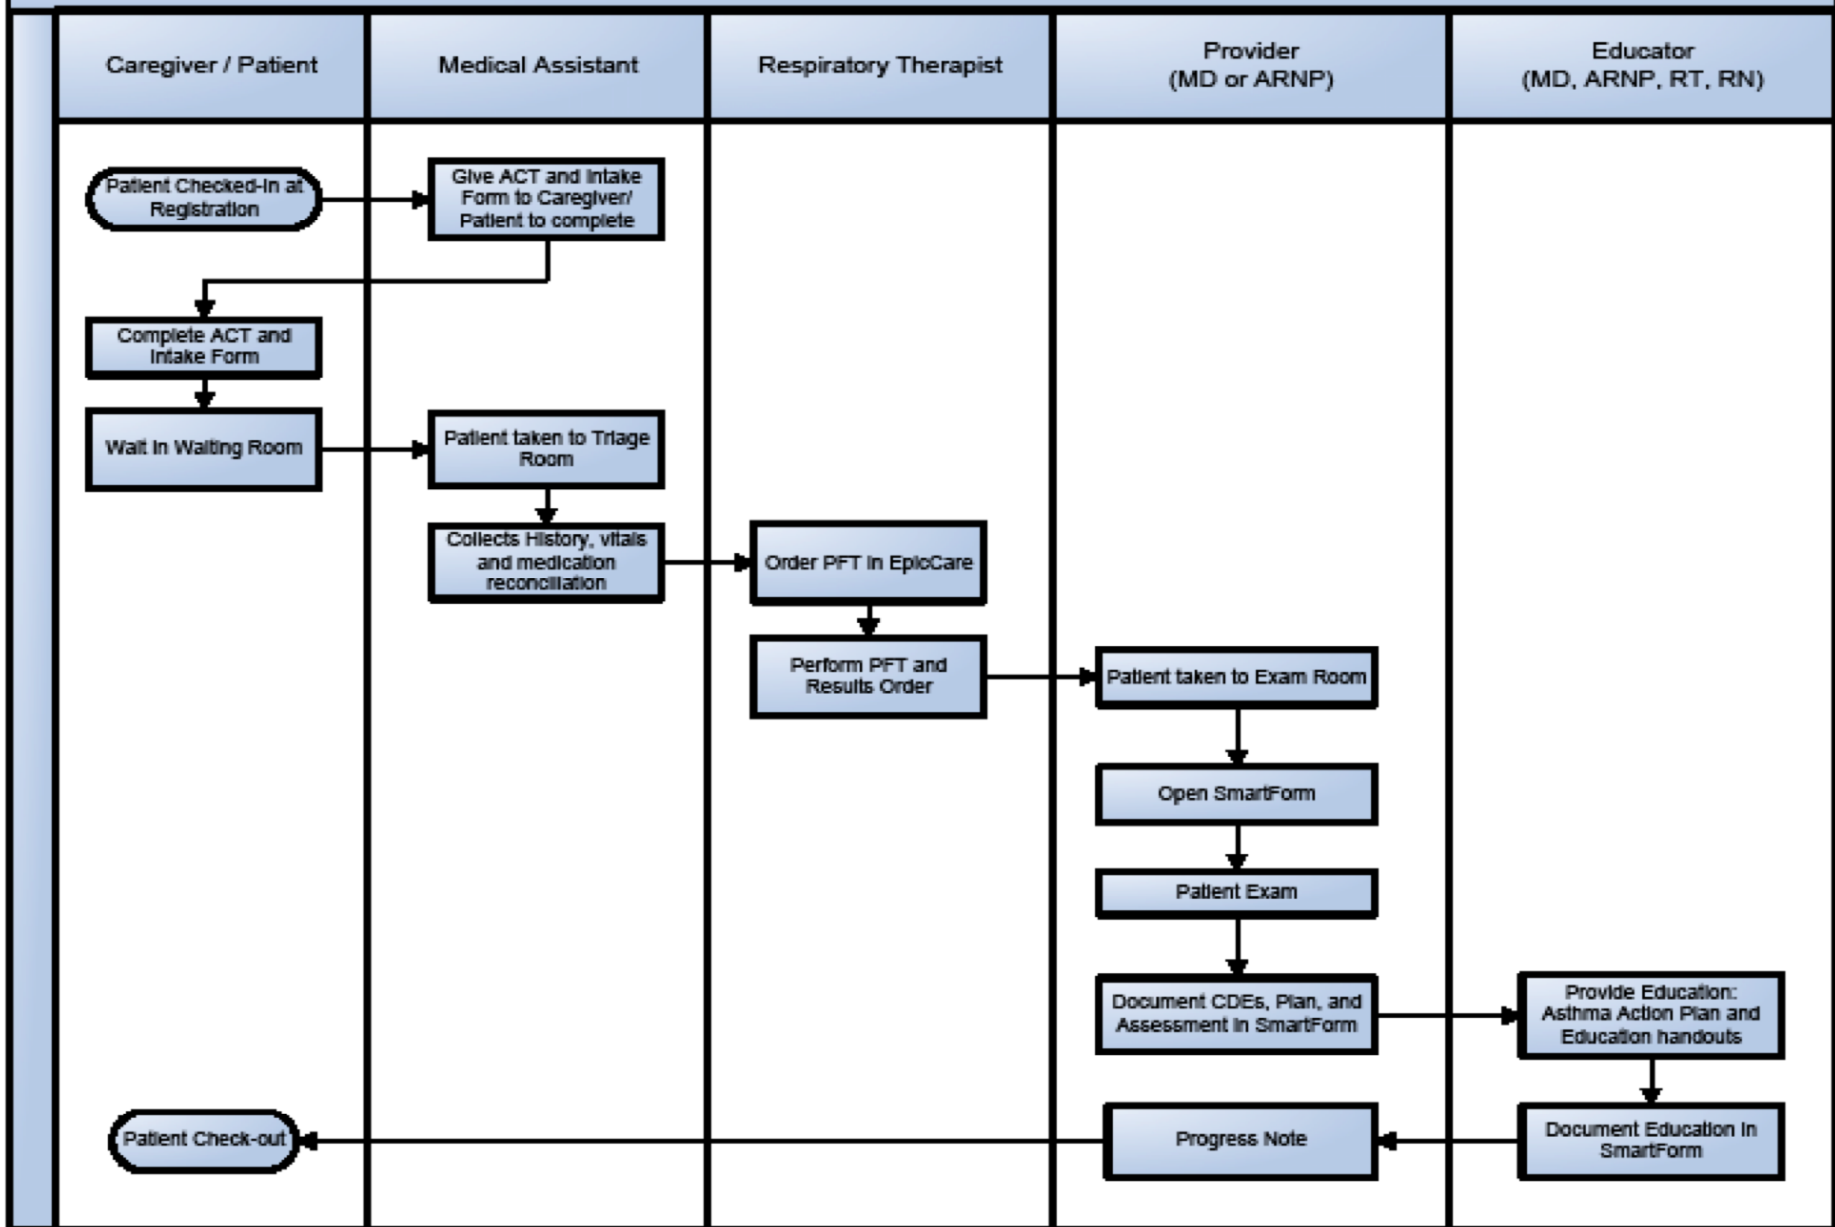 Caregiver / Patient
Medical Assistant
Respiratory Therapist
Provider
(MD or ARNP)
Educator
(MD, ARNP, RT, RN)
Patient Checked-in at
Registration
Give ACT and Intake
Form to Caregiver/
Patient to complete
Complete ACT and
Intake Form
Wait in Waiting Room
Patient taken to Triage
Room
Collects History, vitals
and medication
reconciliation
Order PFT in EpicCare
Perform PFT and
Results Order
Patient taken to Exam Room
Open SmartForm
Patient Exam
Document CDEs, Plan, and
Assessment in SmartForm
Provide Education:
Asthma Action Plan and
Education handouts
Document Education in
SmartForm
Progress Note
Patient Check-out